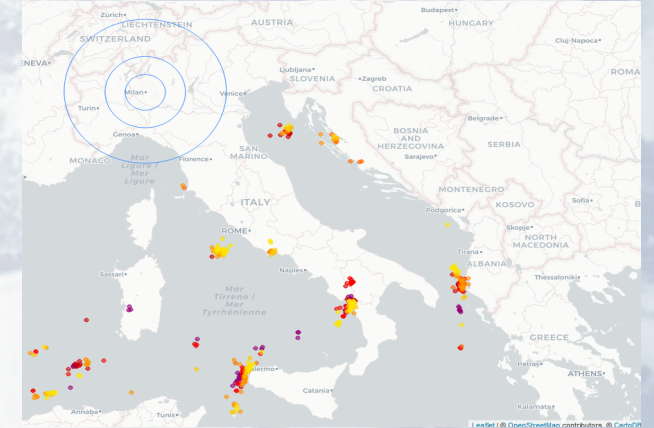 Budapest
Zurich
AUSTRIA
LIECHTENSTEIN
HUNGARY
SWITZERLAND
Cluj-Napoca
ENEVA
Ljubljana
ROMA
SLOVENIA
Zagreb
Milan
Venice
CROATIA
Turin
Belgrade
Genoa
BOSNIA
AND
HERZEGOVINA
SERBIA
SAN
MARINO
MONACO
Mar
Ligure /
Mer
Ligure
Florence
Sarajevo
MONTENEGRO
ITALY
KOSOVO
Sofia
B
Podgorica
Skopje
ROME
NORTH
MACEDONIA
Tirana
ALBANIA
Sassari
Naples
Thessaloniki
Mar
Tirreno /
Mer
Tyrrhénienne
GREECE
Patras
ATHENS
alermo
Catania
Annaba
Tunis
Kalamata
Leaflet | © OpenStreetMap contributors, © CartoDB